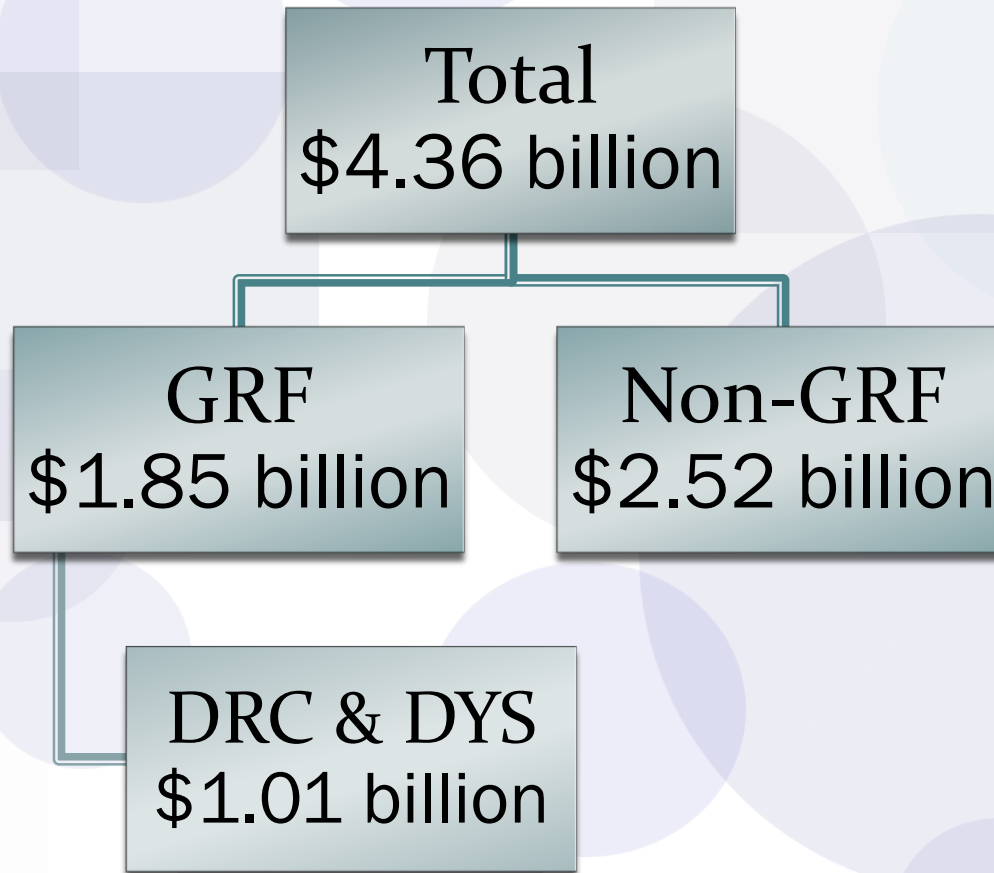 Total
$4.36 billion
GRF
$1.85 billion
Non-GRF
$2.52 billion
DRC & DYS
$1.01 billion